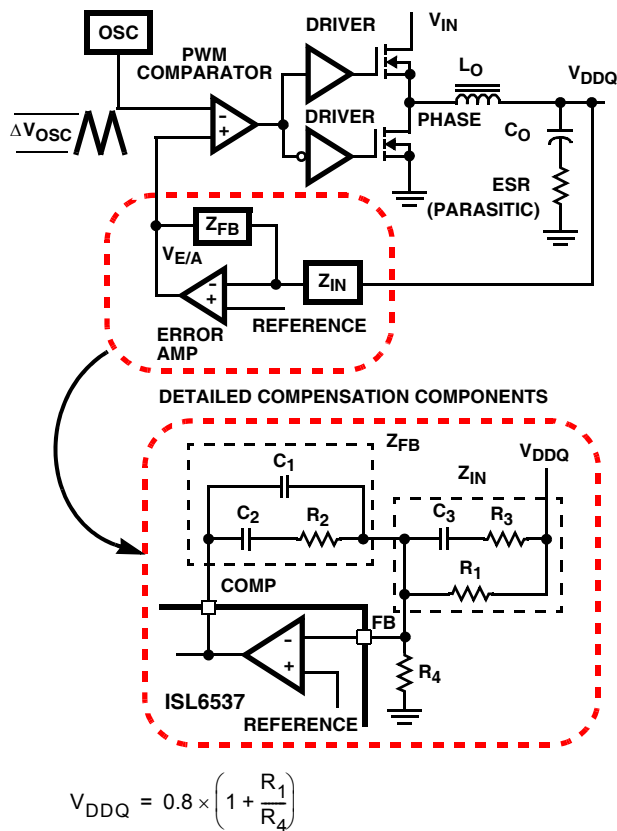 OSC
PWM
COMPARATOR
DRIVER
V_IN
L_O
V_DDQ
ΔV_OSC
-
+
DRIVER
PHASE
C_O
ESR
(PARASITIC)
Z_FB
V_E/A
-
+
Z_IN
ERROR
AMP
REFERENCE
DETAILED COMPENSATION COMPONENTS
Z_FB
V_DDQ
C_1
Z_IN
C_2
R_2
C_3
R_3
R_1
COMP
FB
-
+
R_4
ISL6537
REFERENCE
V_DDQ = 0.8 × (1 + R_1/R_4)